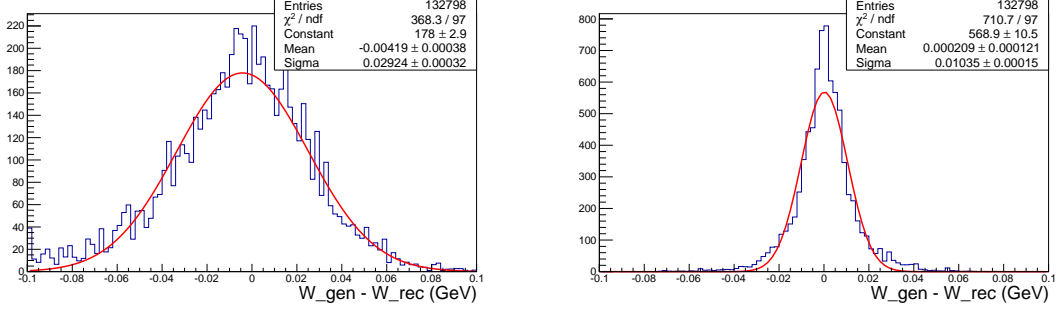 Entries 132798
χ² / ndf 368.3 / 97
Constant 178 ± 2.9
Mean -0.00419 ± 0.00038
Sigma 0.02924 ± 0.00032
220
200
180
160
140
120
100
80
60
40
20
0
-0.1 -0.08 -0.06 -0.04 -0.02 0 0.02 0.04 0.06 0.08 0.1
W_gen - W_rec (GeV)
Entries 132798
χ² / ndf 710.7 / 97
Constant 568.9 ± 10.5
Mean 0.000209 ± 0.000121
Sigma 0.01035 ± 0.00015
800
700
600
500
400
300
200
100
0
-0.1 -0.08 -0.06 -0.04 -0.02 0 0.02 0.04 0.06 0.08 0.1
W_gen - W_rec (GeV)